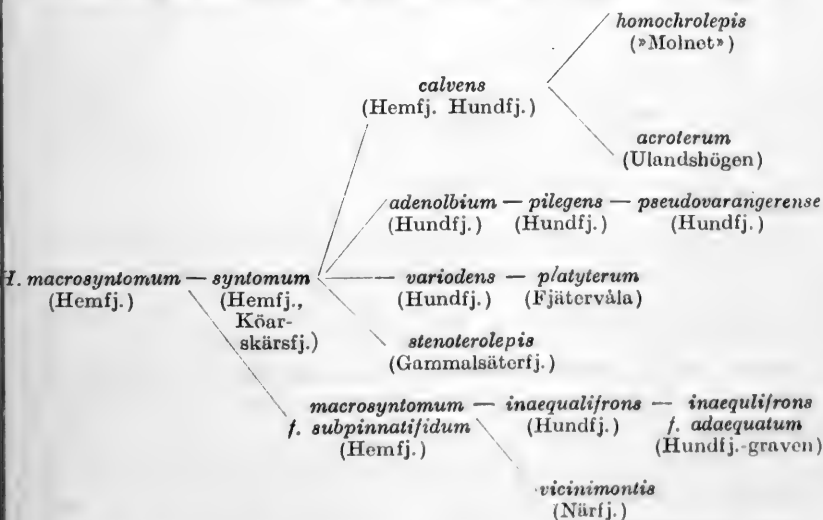 homochrolepis
(»Molnet»)
calvens
(Hemfj. Hundfj.)
acroterum
(Ulandshögen)
adenolbium — pilegens — pseudovarangerense
(Hundfj.) (Hundfj.) (Hundfj.)
H. macrosyntomum — syntomum — variodens — platyterum
(Hemfj.) (Hemfj., (Hundfj.) (Fjätervåla)
Köar-
skärsfj.)
stenoterolepis
(Gammalsäterfj.)
macrosyntomum — inaequalifrons — inaequlifrons
f. subpinnatifidum (Hundfj.) f. adaequatum
(Hemfj.) (Hundfj.-graven)
vicinimontis
(Närfj.)